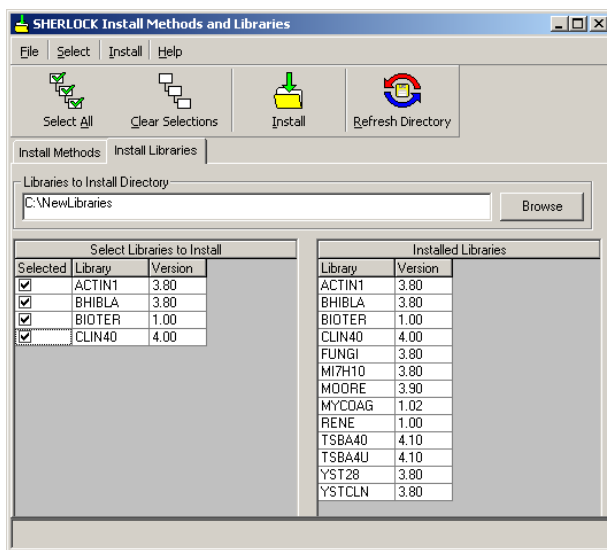 SHERLOCK Install Methods and Libraries
File Select Install Help
Select All Clear Selections Install Refresh Directory
Install Methods Install Libraries
Libraries to Install Directory
C:\NewLibraries Browse
Select Libraries to Install Installed Libraries
Selected Library Version Library Version
ACTIN1 3.80 ACTIN1 3.80
BHIBLA 3.80 BHIBLA 3.80
BIOTER 1.00 BIOTER 1.00
CLIN40 4.00 CLIN40 4.00
FUNGI 3.80
MI7H10 3.80
MOORE 3.90
MYCOAG 1.02
RENE 1.00
TSBA40 4.10
TSBA4U 4.10
YST28 3.80
YSTCLN 3.80